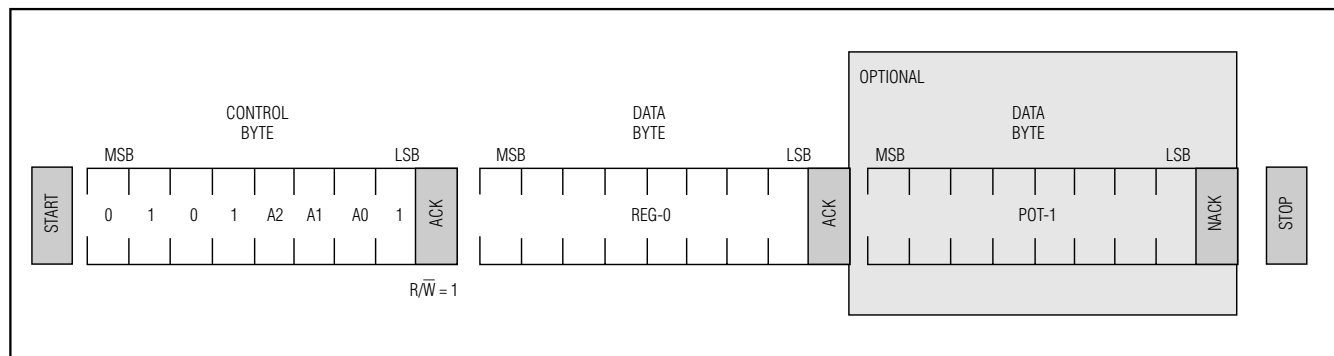 OPTIONAL
CONTROL
BYTE
DATA
BYTE
DATA
BYTE
MSB LSB MSB LSB MSB LSB
START 0 1 0 1 A2 A1 A0 1 ACK REG-0 ACK POT-1 NACK STOP
R/W̅ = 1